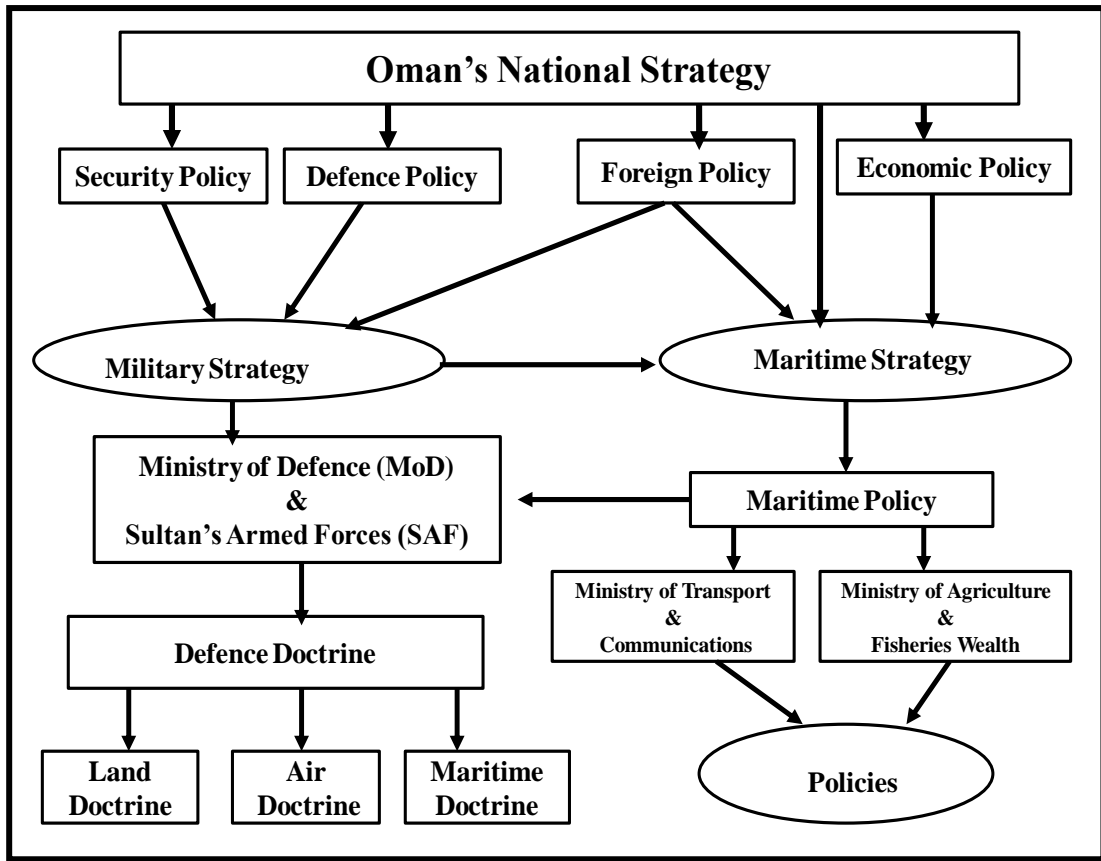 Oman’s National Strategy
Security Policy
Defence Policy
Foreign Policy
Economic Policy
Military Strategy
Maritime Strategy
Ministry of Defence (MoD)
&
Sultan’s Armed Forces (SAF)
Maritime Policy
Ministry of Transport
&
Communications
Ministry of Agriculture
&
Fisheries Wealth
Defence Doctrine
Land
Doctrine
Air
Doctrine
Maritime
Doctrine
Policies